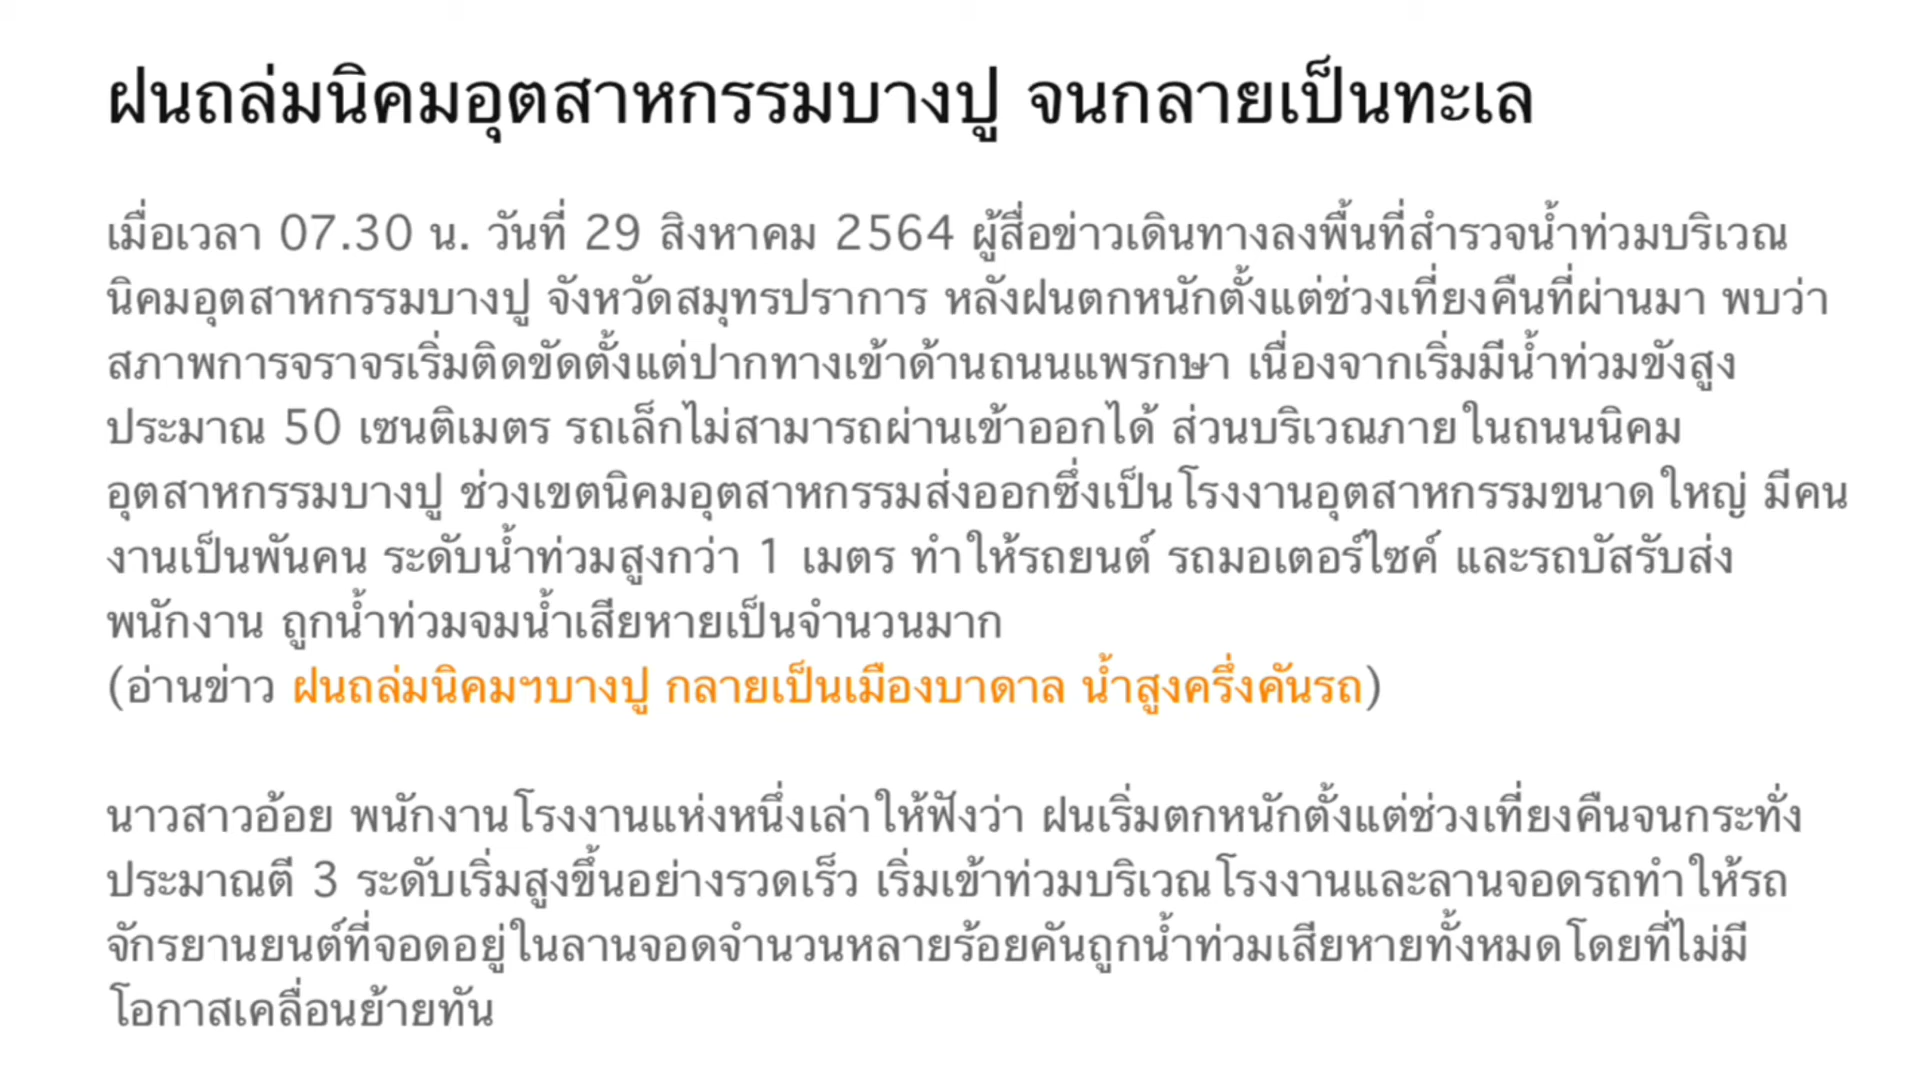 ฝนถล่มนิคมอุตสาหกรรมบางปู จนกลายเป็นทะเล
เมื่อเวลา 07.30 น. วันที่ 29 สิงหาคม 2564 ผู้สื่อข่าวเดินทางลงพื้นที่สำรวจน้ำท่วมบริเวณ
นิคมอุตสาหกรรมบางปู จังหวัดสมุทรปราการ หลังฝนตกหนักตั้งแต่ช่วงเที่ยงคืนที่ผ่านมา พบว่า
สภาพการจราจรเริ่มติดขัดตั้งแต่ปากทางเข้าด้านถนนแพรกษา เนื่องจากเริ่มมีน้ำท่วมขังสูง
ประมาณ 50 เซนติเมตร รถเล็กไม่สามารถผ่านเข้าออกได้ ส่วนบริเวณภายในถนนนิคม
อุตสาหกรรมบางปู ช่วงเขตนิคมอุตสาหกรรมส่งออกซึ่งเป็นโรงงานอุตสาหกรรมขนาดใหญ่ มีคน
งานเป็นพันคน ระดับน้ำท่วมสูงกว่า 1 เมตร ทำให้รถยนต์ รถมอเตอร์ไซค์ และรถบัสรับส่ง
พนักงาน ถูกน้ำท่วมจมน้ำเสียหายเป็นจำนวนมาก
(อ่านข่าว ฝนถล่มนิคมฯบางปู กลายเป็นเมืองบาดาล น้ำสูงครึ่งคันรถ)
นาวสาวอ้อย พนักงานโรงงานแห่งหนึ่งเล่าให้ฟังว่า ฝนเริ่มตกหนักตั้งแต่ช่วงเที่ยงคืนจนกระทั่ง
ประมาณตี 3 ระดับเริ่มสูงขึ้นอย่างรวดเร็ว เริ่มเข้าท่วมบริเวณโรงงานและลานจอดรถทำให้รถ
จักรยานยนต์ที่จอดอยู่ในลานจอดจำนวนหลายร้อยคันถูกน้ำท่วมเสียหายทั้งหมดโดยที่ไม่มี
โอกาสเคลื่อนย้ายทัน